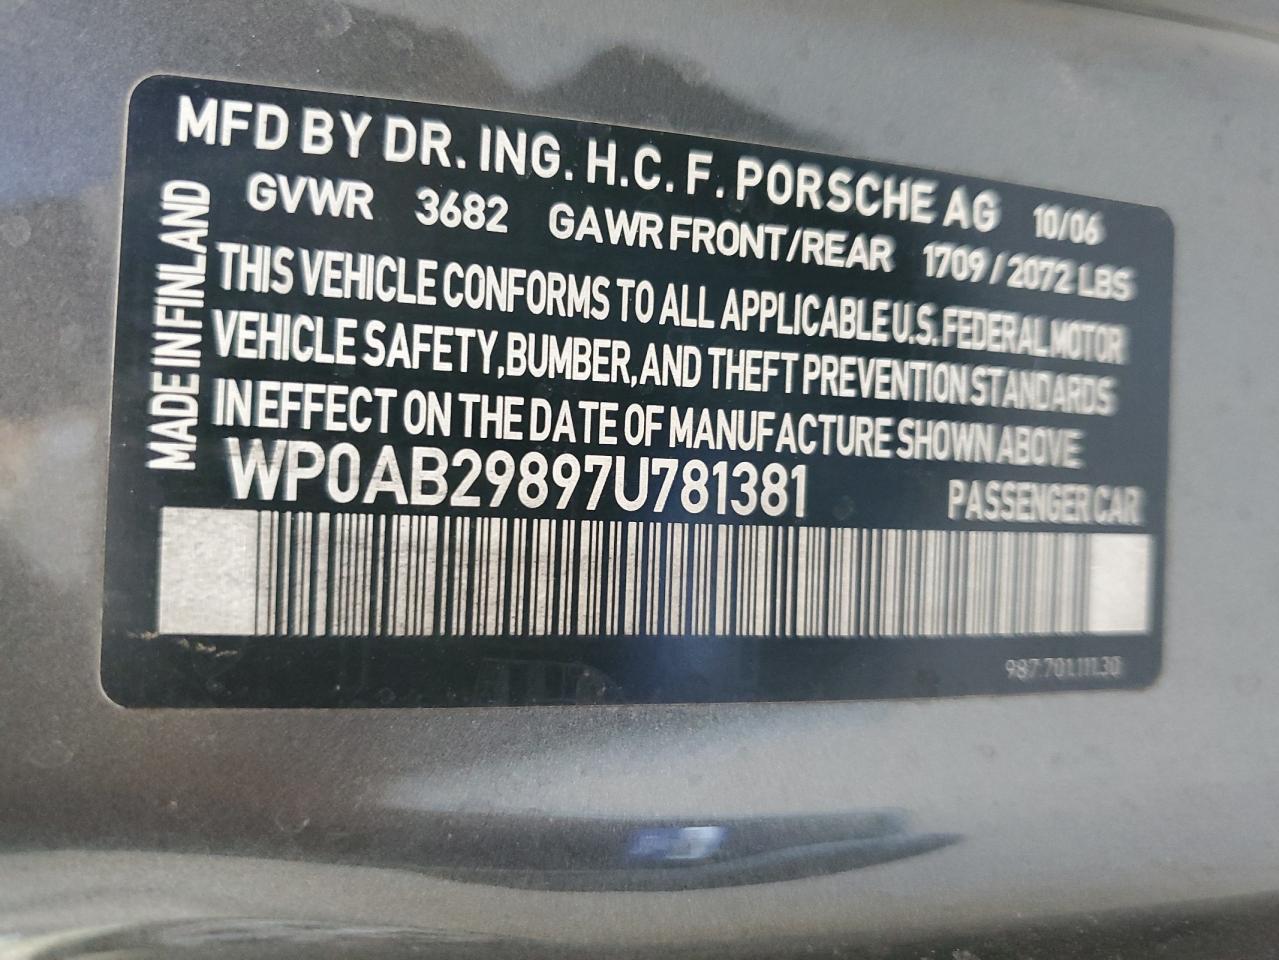 MFD BY DR. ING. H.C. F. PORSCHE AG 10/06
GVWR 3682 GAWR FRONT/REAR 1709/2072 LBS
THIS VEHICLE CONFORMS TO ALL APPLICABLE U.S. FEDERAL MOTOR
VEHICLE SAFETY, BUMBER, AND THEFT PREVENTION STANDARDS
IN EFFECT ON THE DATE OF MANUFACTURE SHOWN ABOVE
WP0AB29897U781381 PASSENGER CAR
MADE IN FINLAND
987.701.111.30